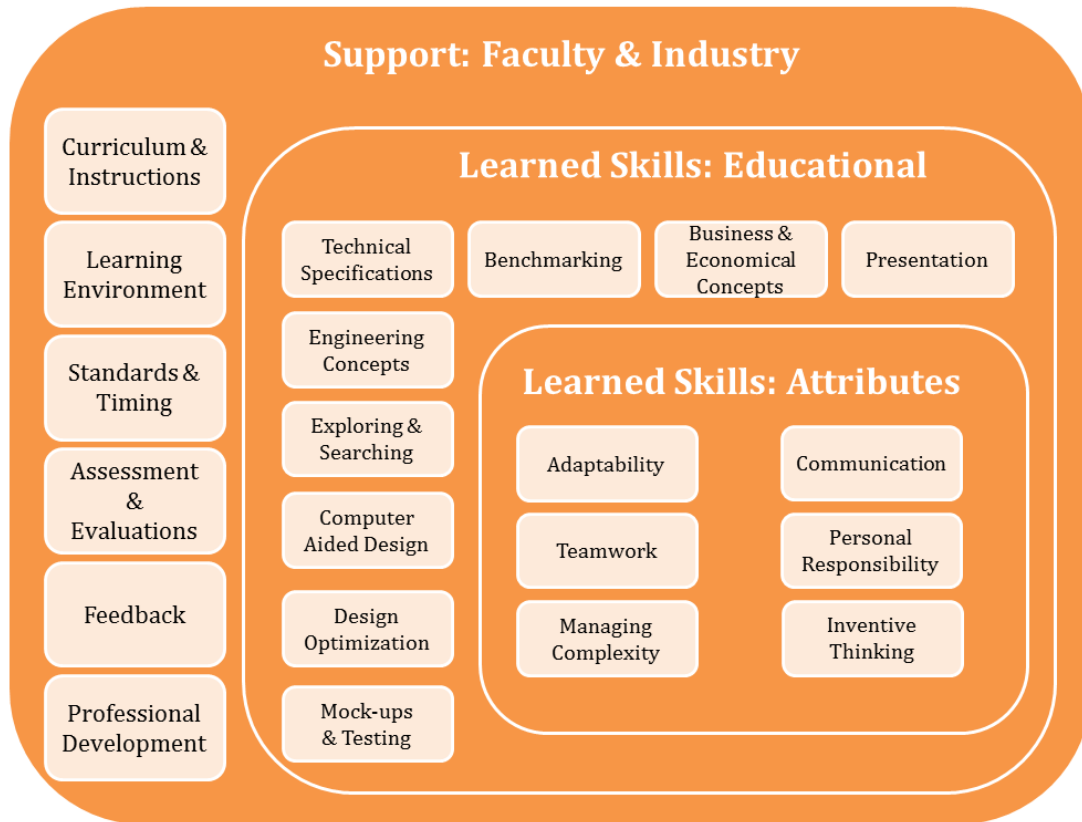 Support: Faculty & Industry
Curriculum &
Instructions
Learning
Environment
Standards &
Timing
Assessment
&
Evaluations
Feedback
Professional
Development
Learned Skills: Educational
Technical
Specifications
Benchmarking
Business &
Economical
Concepts
Presentation
Engineering
Concepts
Exploring &
Searching
Computer
Aided Design
Design
Optimization
Mock-ups
& Testing
Learned Skills: Attributes
Adaptability
Communication
Teamwork
Personal
Responsibility
Managing
Complexity
Inventive
Thinking